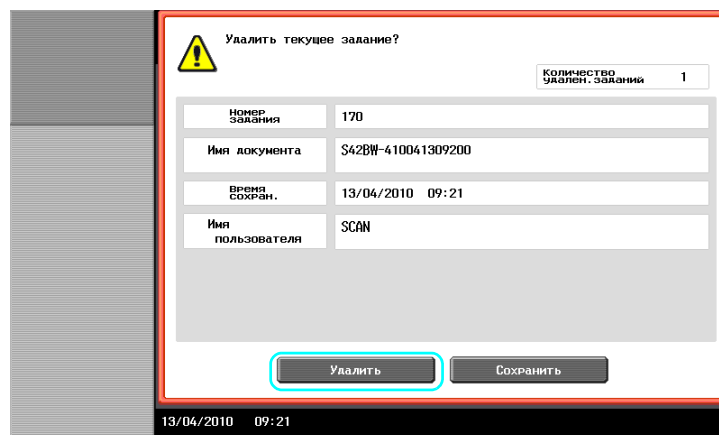 Удалить текущее задание?
Количество
удален.заданий 1
Номер
задания
170
Имя документа
S42BW-410041309200
Время
сохран.
13/04/2010 09:21
Имя
пользователя
SCAN
Удалить
Сохранить
13/04/2010 09:21